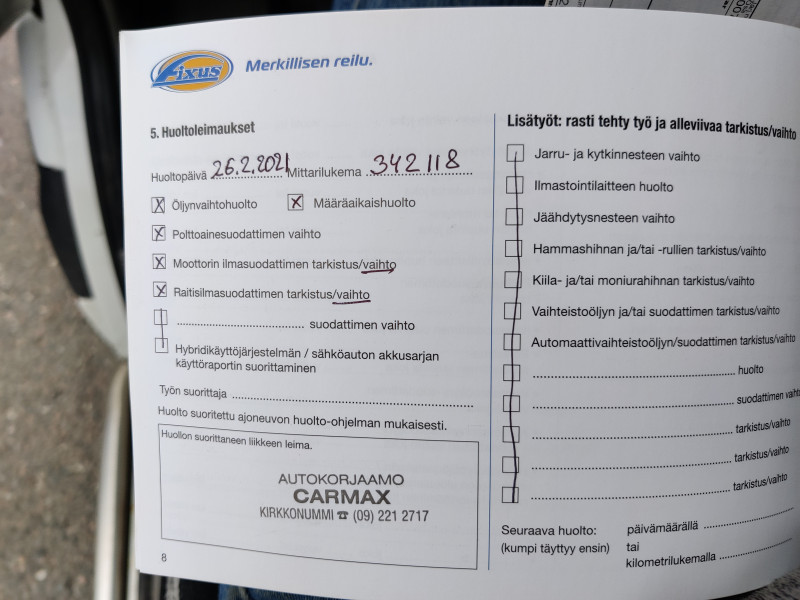 Fixus Merkillisen reilu.
5. Huoltoleimaukset
Huoltopäivä 26.2.2021 Mittarilukema 342118
Öljynvaihtohuolto Määräaikaishuolto
Polttoainesuodattimen vaihto
Moottorin ilmasuodattimen tarkistus/vaihto
Raitisilmasuodattimen tarkistus/vaihto
suodattimen vaihto
Hybridikäyttöjärjestelmän / sähköauton akkusarjan
käyttöraportin suorittaminen
Työn suorittaja
Huolto suoritettu ajoneuvon huolto-ohjelman mukaisesti.
Huollon suorittaneen liikkeen leima.
AUTOKORJAAMO
CARMAX
KIRKKONUMMI ☎ (09) 221 2717
8
Lisätyöt: rasti tehty työ ja alleviivaa tarkistus/vaihto
Jarru- ja kytkinnesteen vaihto
Ilmastointilaitteen huolto
Jäähdytysnesteen vaihto
Hammashihnan ja/tai -rullien tarkistus/vaihto
Kiila- ja/tai moniurahihnan tarkistus/vaihto
Vaihteistoöljyn ja/tai suodattimen tarkistus/vaihto
Automaattivaihteistoöljyn/suodattimen tarkistus/vaihto
huolto
suodattimen vaihto
tarkistus/vaihto
tarkistus/vaihto
tarkistus/vaihto
Seuraava huolto: päivämäärällä
(kumpi täyttyy ensin) tai
kilometrilukemalla